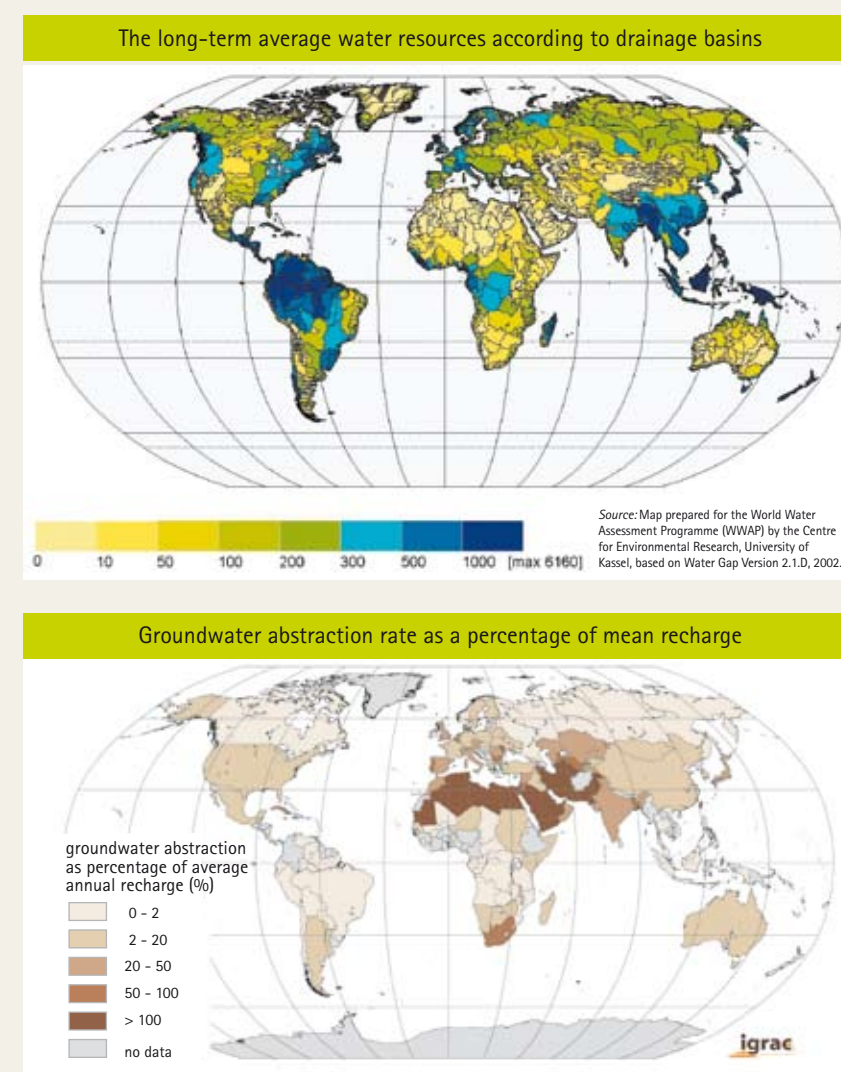 The long-term average water resources according to drainage basins
0 10 50 100 200 300 500 1000 [max 6160]
Source: Map prepared for the World Water
Assessment Programme (WWAP) by the Centre
for Environmental Research, University of
Kassel, based on Water Gap Version 2.1.D, 2002.
Groundwater abstraction rate as a percentage of mean recharge
groundwater abstraction
as percentage of average
annual recharge (%)
0 - 2
2 - 20
20 - 50
50 - 100
> 100
no data
igrac